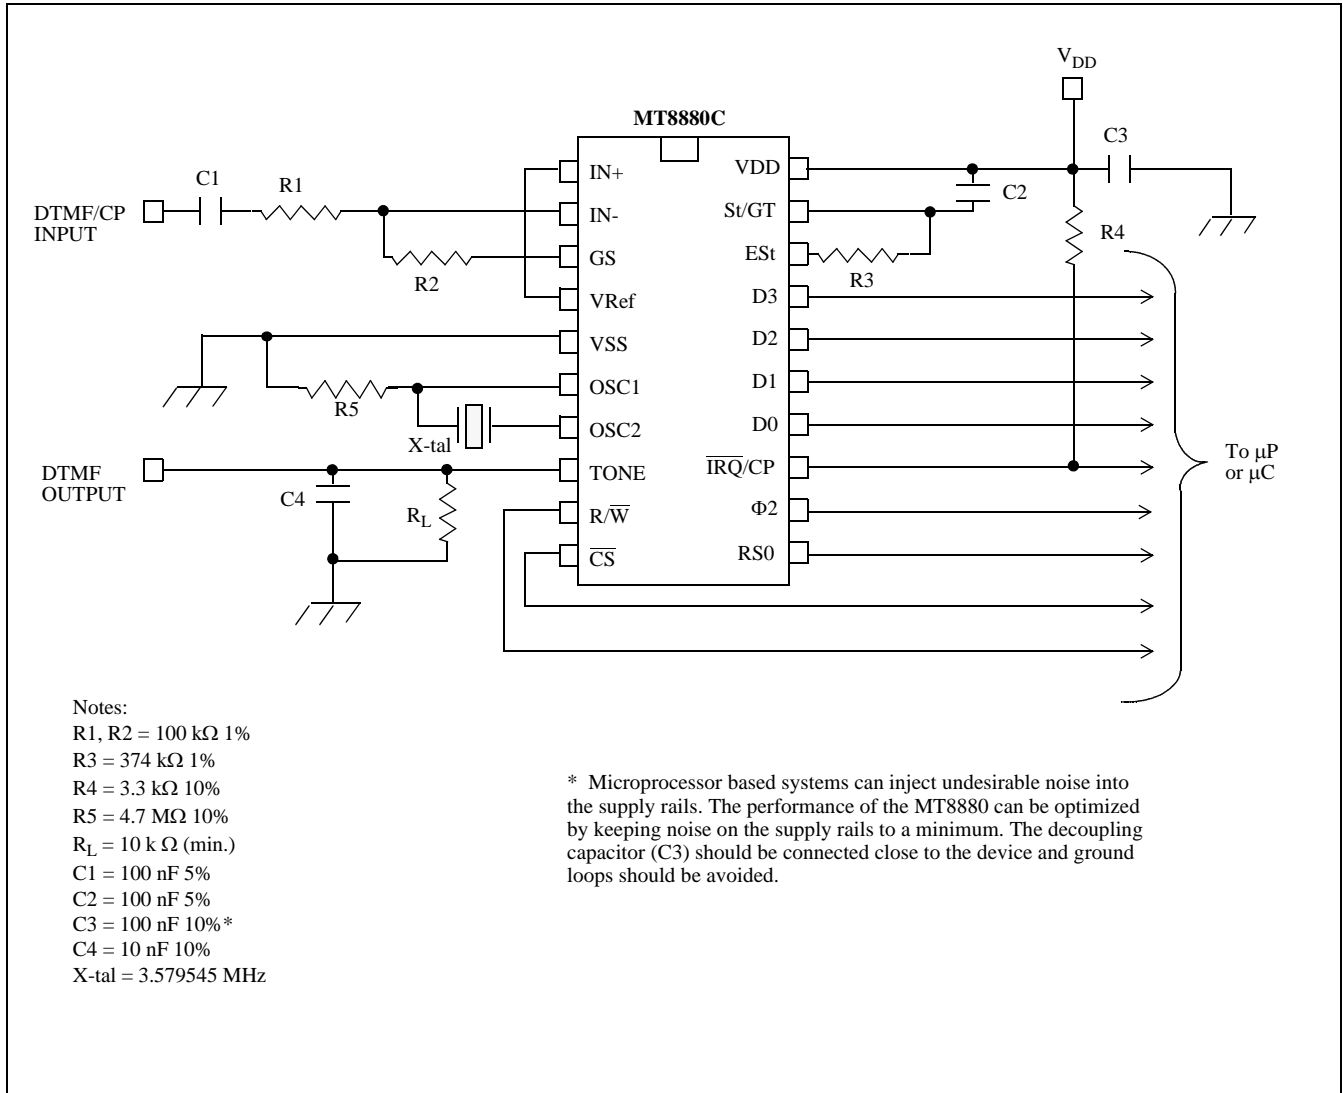 V_DD
MT8880C
C3
C1
R1
IN+
VDD
C2
DTMF/CP
INPUT
IN-
St/GT
R4
GS
ESt
R2
R3
VRef
D3
VSS
D2
OSC1
D1
R5
OSC2
D0
X-tal
DTMF
OUTPUT
TONE
I̅R̅Q̅/CP
To µP
or µC
C4
R_L
R/W̅
Φ2
C̅S̅
RS0
Notes:
R1, R2 = 100 kΩ 1%
R3 = 374 kΩ 1%
R4 = 3.3 kΩ 10%
R5 = 4.7 MΩ 10%
R_L = 10 k Ω (min.)
C1 = 100 nF 5%
C2 = 100 nF 5%
C3 = 100 nF 10%*
C4 = 10 nF 10%
X-tal = 3.579545 MHz
* Microprocessor based systems can inject undesirable noise into
the supply rails. The performance of the MT8880 can be optimized
by keeping noise on the supply rails to a minimum. The decoupling
capacitor (C3) should be connected close to the device and ground
loops should be avoided.